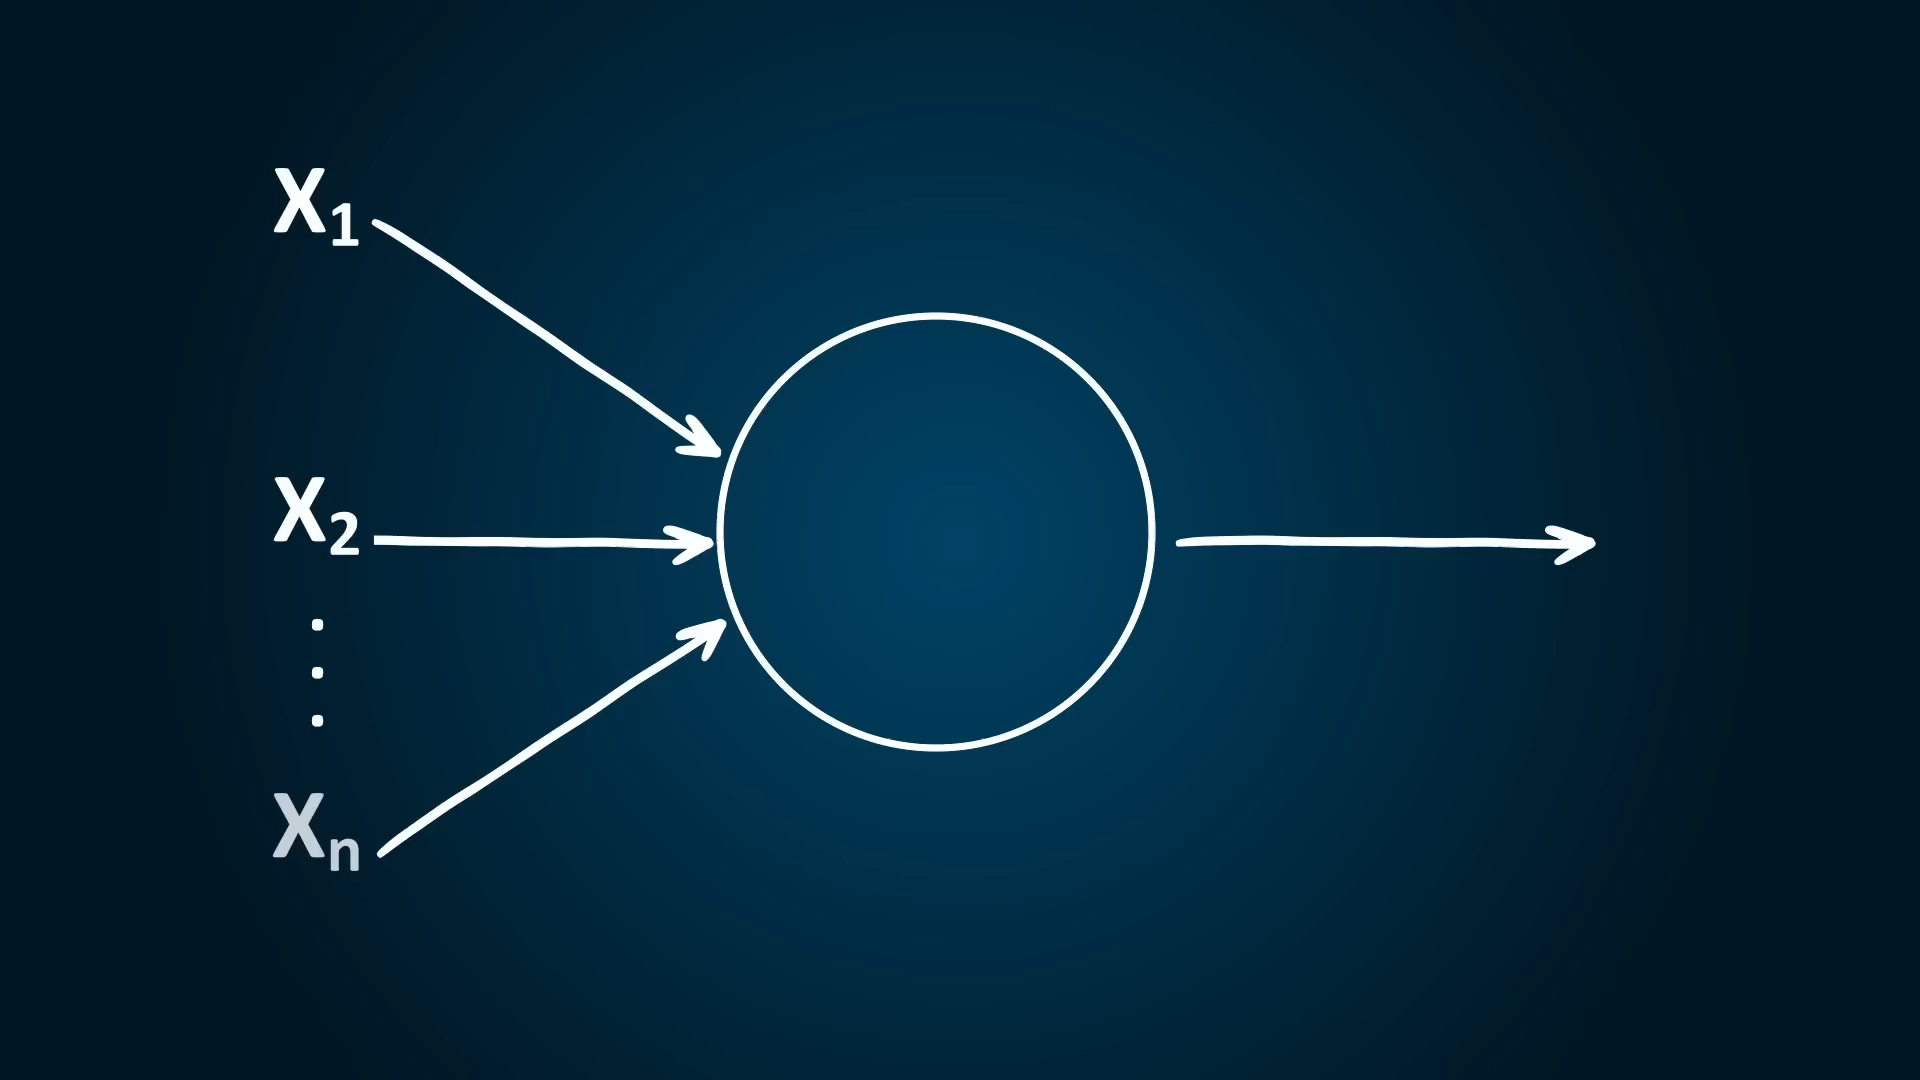 X₁
X₂
.
.
.
Xₙ